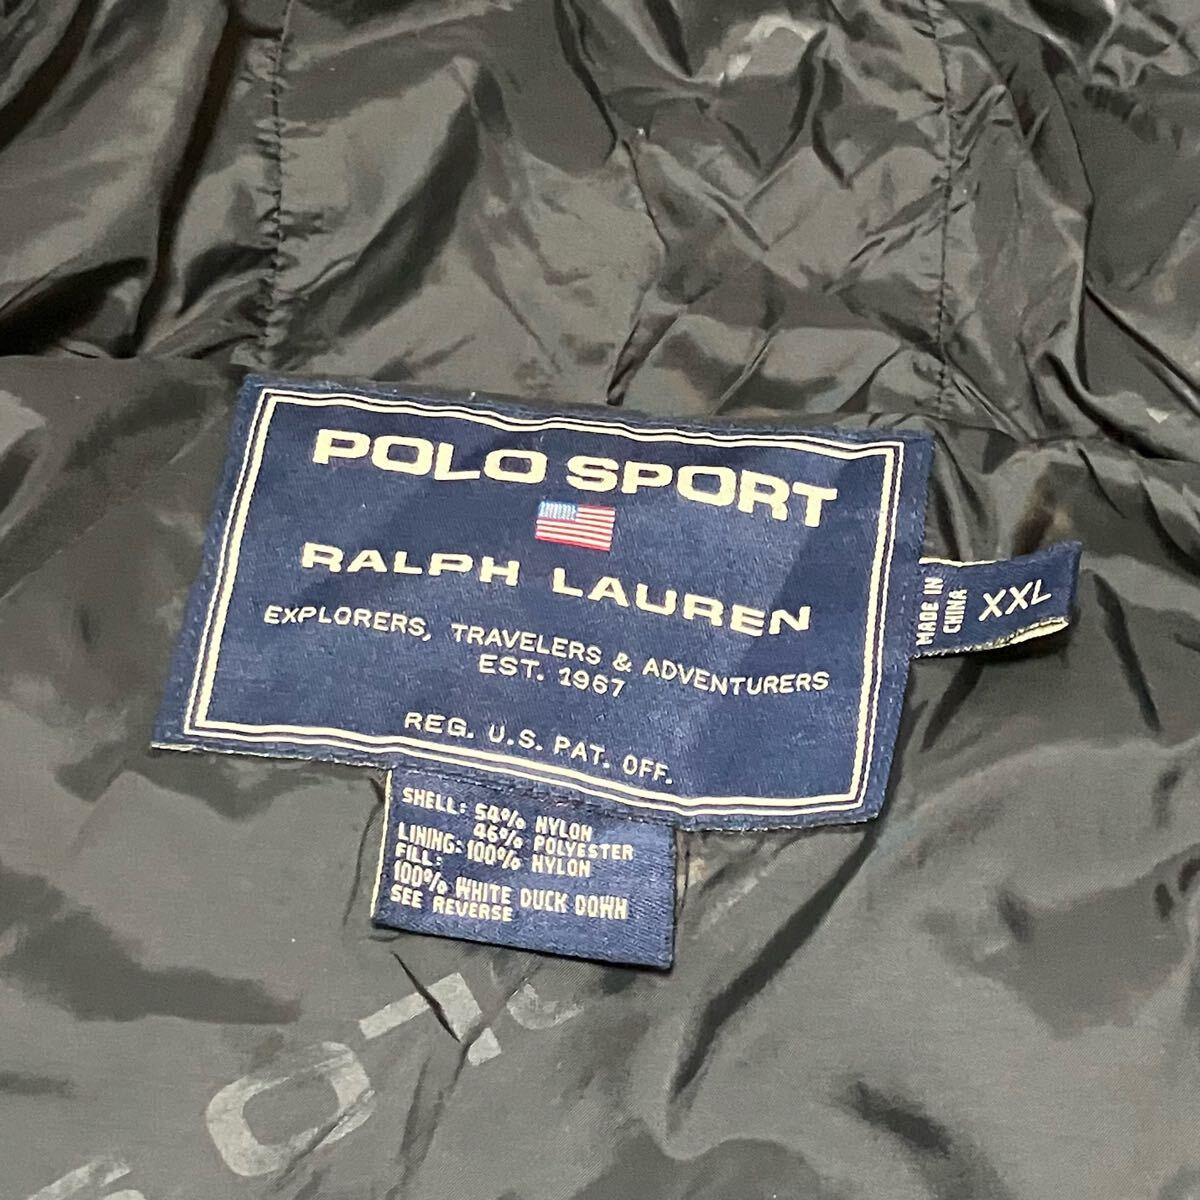 POLO SPORT
RALPH LAUREN
EXPLORERS, TRAVELERS & ADVENTURERS
EST. 1967
REG. U.S. PAT. OFF.
MADE IN
CHINA
XXL
SHELL: 54% NYLON
46% POLYESTER
LINING: 100% NYLON
FILL:
100% WHITE DUCK DOWN
SEE REVERSE